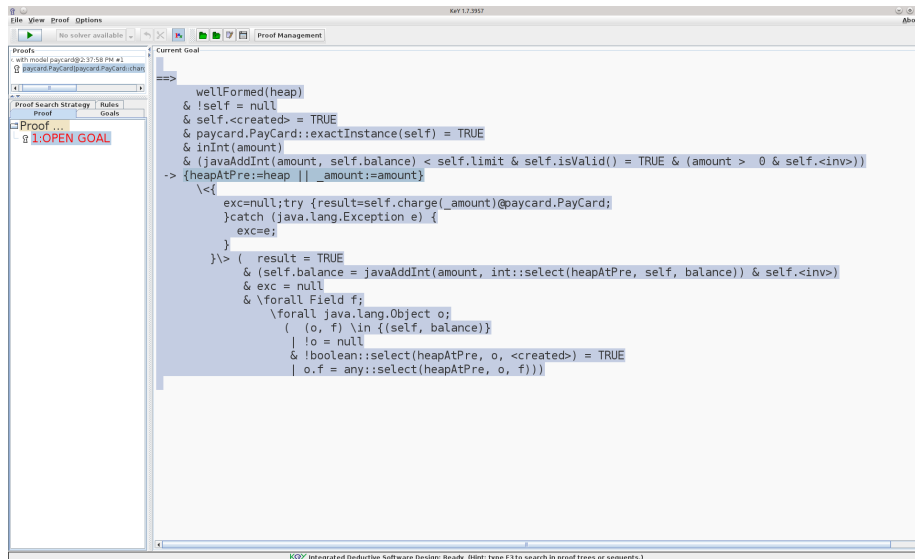 KeY 1.7.3957
File View Proof Options
Abo
No solver available
Proof Management
Proofs
with model paycard@2:37:58 PM #1
paycard.PayCard[paycard.PayCard::char
Proof Search Strategy Rules
Proof Goals
Proof ...
1:OPEN GOAL
Current Goal
==>
wellFormed(heap)
& !self = null
& self.<created> = TRUE
& paycard.PayCard::exactInstance(self) = TRUE
& inInt(amount)
& (javaAddInt(amount, self.balance) < self.limit & self.isValid() = TRUE & (amount > 0 & self.<inv>))
-> {heapAtPre:=heap || _amount:=amount}
\<{
exc=null;try {result=self.charge(_amount)@paycard.PayCard;
}catch (java.lang.Exception e) {
exc=e;
}
}\> ( result = TRUE
& (self.balance = javaAddInt(amount, int::select(heapAtPre, self, balance)) & self.<inv>)
& exc = null
& \forall Field f;
\forall java.lang.Object o;
( (o, f) \in {(self, balance)}
| !o = null
& !boolean::select(heapAtPre, o, <created>) = TRUE
| o.f = any::select(heapAtPre, o, f)))
KeY Integrated Deductive Software Design: Ready (Hint: type F3 to search in proof trees or sequents.)